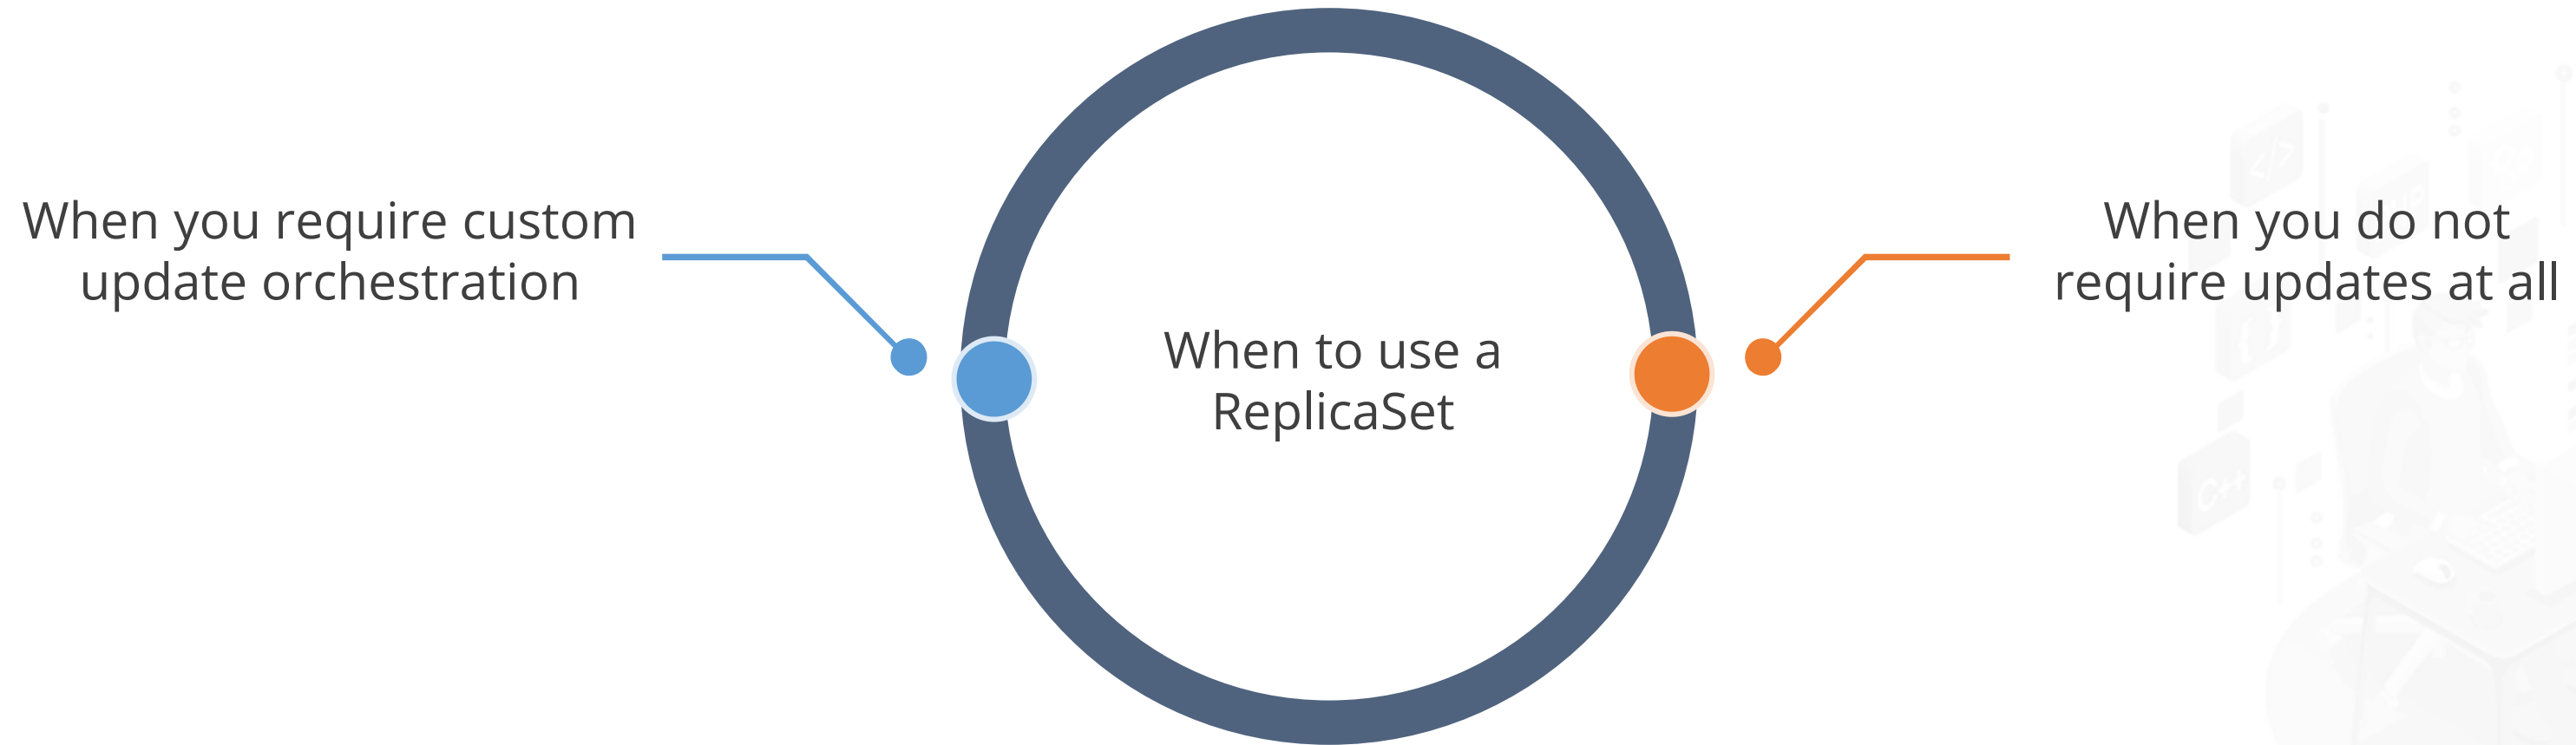 When you require custom
update orchestration
When to use a
ReplicaSet
When you do not
require updates at all
</?
{ }
C++